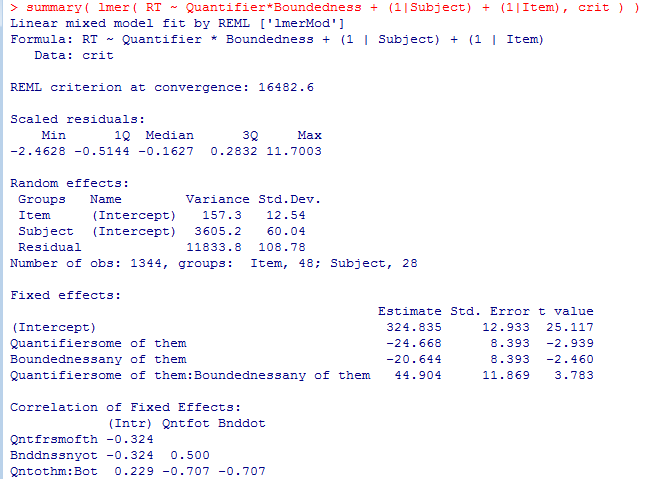 > summary( lmer( RT ~ Quantifier*Boundedness + (1|Subject) + (1|Item), crit ) )
Linear mixed model fit by REML ['lmerMod']
Formula: RT ~ Quantifier * Boundedness + (1 | Subject) + (1 | Item)
   Data: crit

REML criterion at convergence: 16482.6

Scaled residuals:
    Min      1Q  Median      3Q     Max
-2.4628 -0.5144 -0.1627  0.2832 11.7003

Random effects:
 Groups   Name        Variance Std.Dev.
 Item     (Intercept)   157.3   12.54
 Subject  (Intercept)  3605.2   60.04
 Residual             11833.8  108.78
Number of obs: 1344, groups:  Item, 48; Subject, 28

Fixed effects:
                                               Estimate Std. Error t value
(Intercept)                                     324.835     12.933  25.117
Quantifiersome of them                          -24.668      8.393  -2.939
Boundednessany of them                          -20.644      8.393  -2.460
Quantifiersome of them:Boundednessany of them    44.904     11.869   3.783

Correlation of Fixed Effects:
            (Intr) Qntfot Bnddot
Qntfrsmofth -0.324
Bnddnssnyot -0.324  0.500
Qntothm:Bot  0.229 -0.707 -0.707